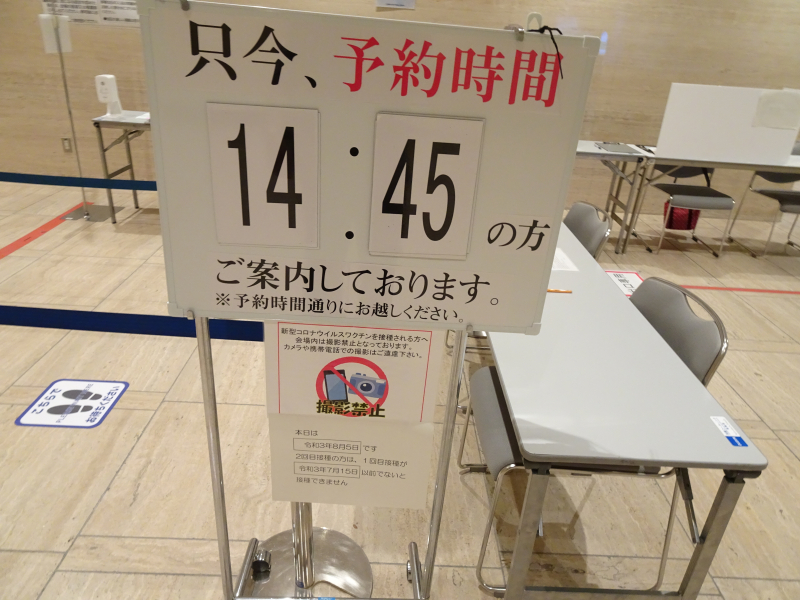 只今、予約時間
14:45の方
ご案内しております。
※予約時間通りにお越しください。
新型コロナウイルスワクチンを接種される方へ
会場内は撮影禁止となっております。
カメラや携帯電話での撮影はご遠慮下さい。
撮影禁止
本日は
令和3年8月5日です
2回目接種の方は、1回目接種が
令和3年7月15日以前でないと
接種できません